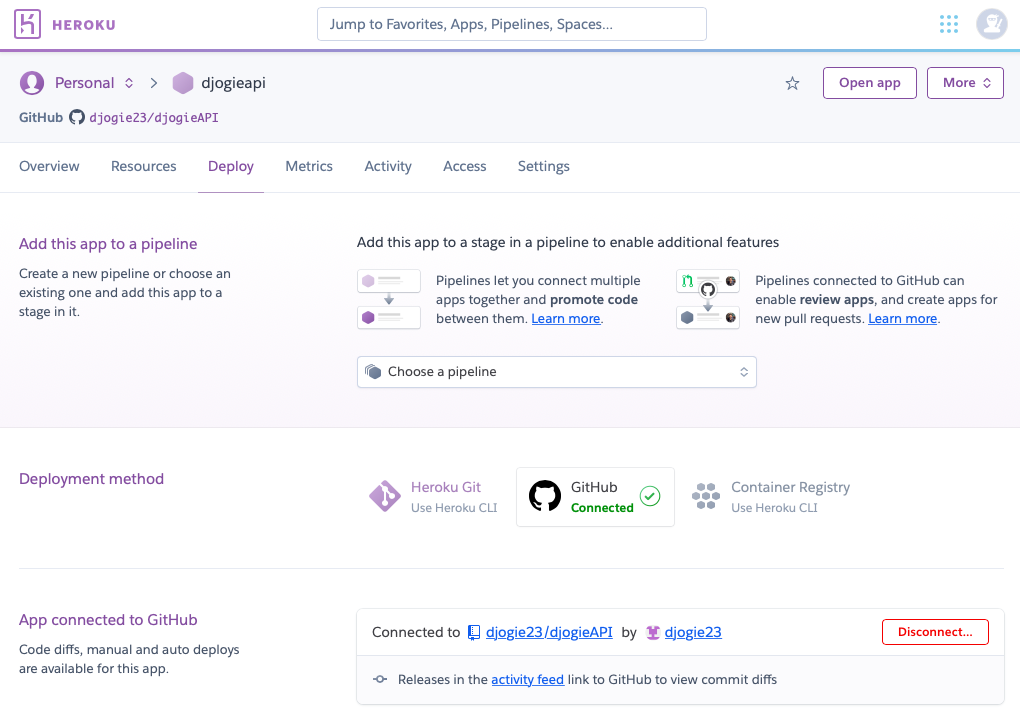 HEROKU
Jump to Favorites, Apps, Pipelines, Spaces...
Personal
djogieapi
Open app
More
GitHub djogie23/djogieAPI
Overview
Resources
Deploy
Metrics
Activity
Access
Settings
Add this app to a pipeline
Create a new pipeline or choose an
existing one and add this app to a
stage in it.
Add this app to a stage in a pipeline to enable additional features
Pipelines let you connect multiple
apps together and promote code
between them. Learn more.
Pipelines connected to GitHub can
enable review apps, and create apps for
new pull requests. Learn more.
Choose a pipeline
Deployment method
Heroku Git
Use Heroku CLI
GitHub
Connected
Container Registry
Use Heroku CLI
App connected to GitHub
Code diffs, manual and auto deploys
are available for this app.
Connected to djogie23/djogieAPI by djogie23
Disconnect...
Releases in the activity feed link to GitHub to view commit diffs